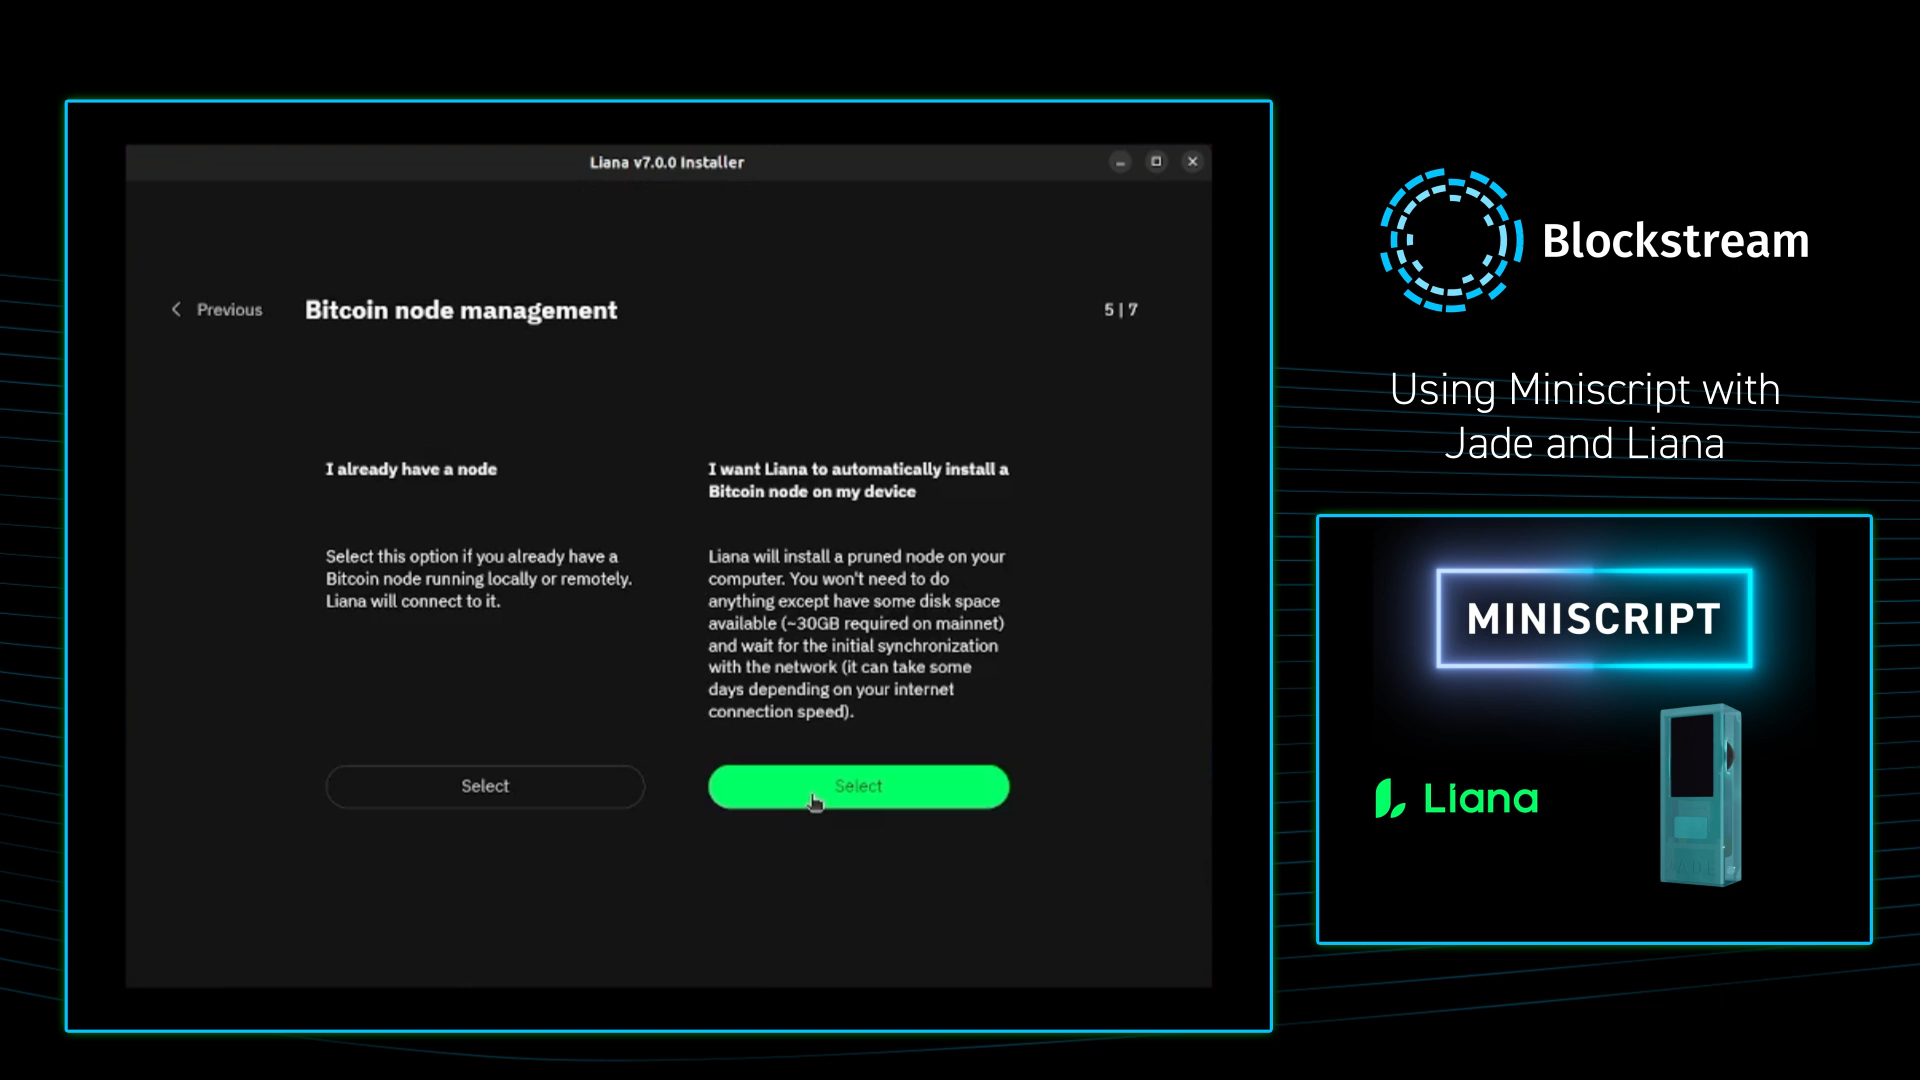 Liana v7.0.0 Installer
Previous
Bitcoin node management
5 | 7
I already have a node
Select this option if you already have a
Bitcoin node running locally or remotely.
Liana will connect to it.
Select
I want Liana to automatically install a
Bitcoin node on my device
Liana will install a pruned node on your
computer. You won't need to do
anything except have some disk space
available (~30GB required on mainnet)
and wait for the initial synchronization
with the network (it can take some
days depending on your internet
connection speed).
Select
Blockstream
Using Miniscript with
Jade and Liana
MINISCRIPT
Liana
JADE